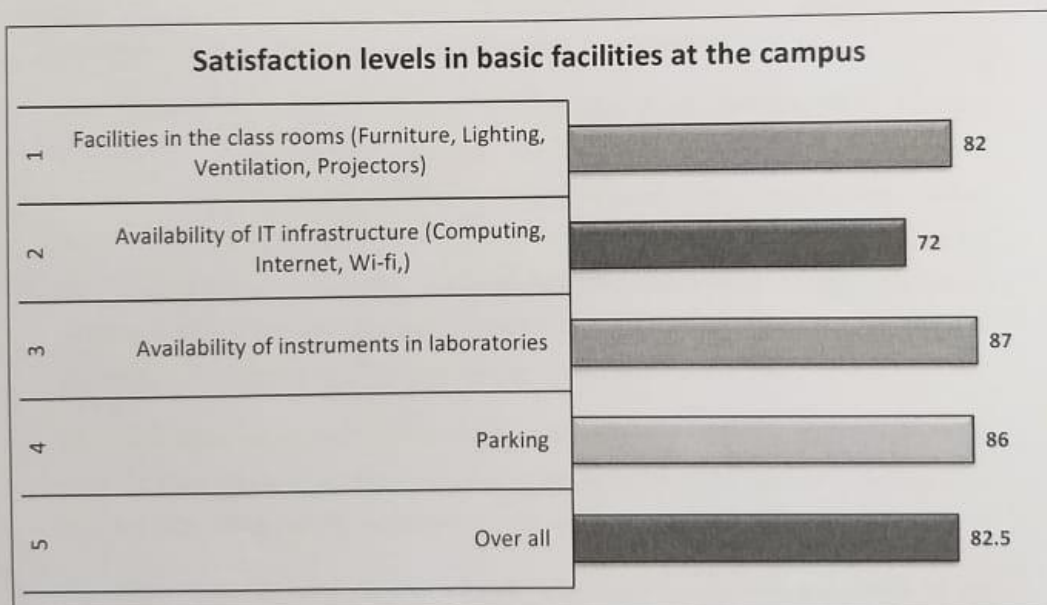 Satisfaction levels in basic facilities at the campus
1
Facilities in the class rooms (Furniture, Lighting,
Ventilation, Projectors)
82
2
Availability of IT infrastructure (Computing,
Internet, Wi-fi,)
72
3
Availability of instruments in laboratories
87
4
Parking
86
5
Over all
82.5